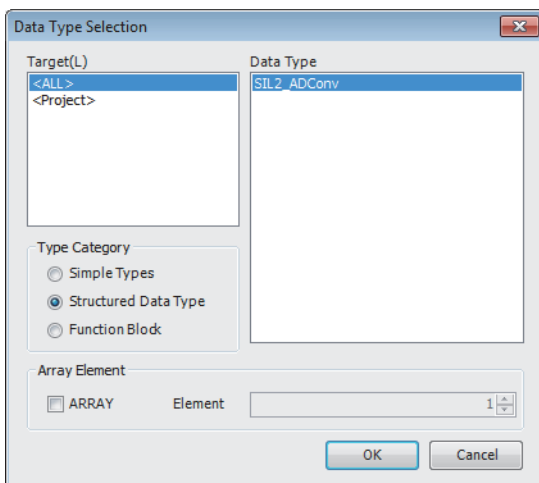 Data Type Selection
Target(L)
<ALL>
<Project>
Data Type
SIL2_ADConv
Type Category
Simple Types
Structured Data Type
Function Block
Array Element
ARRAY Element 1
OK Cancel